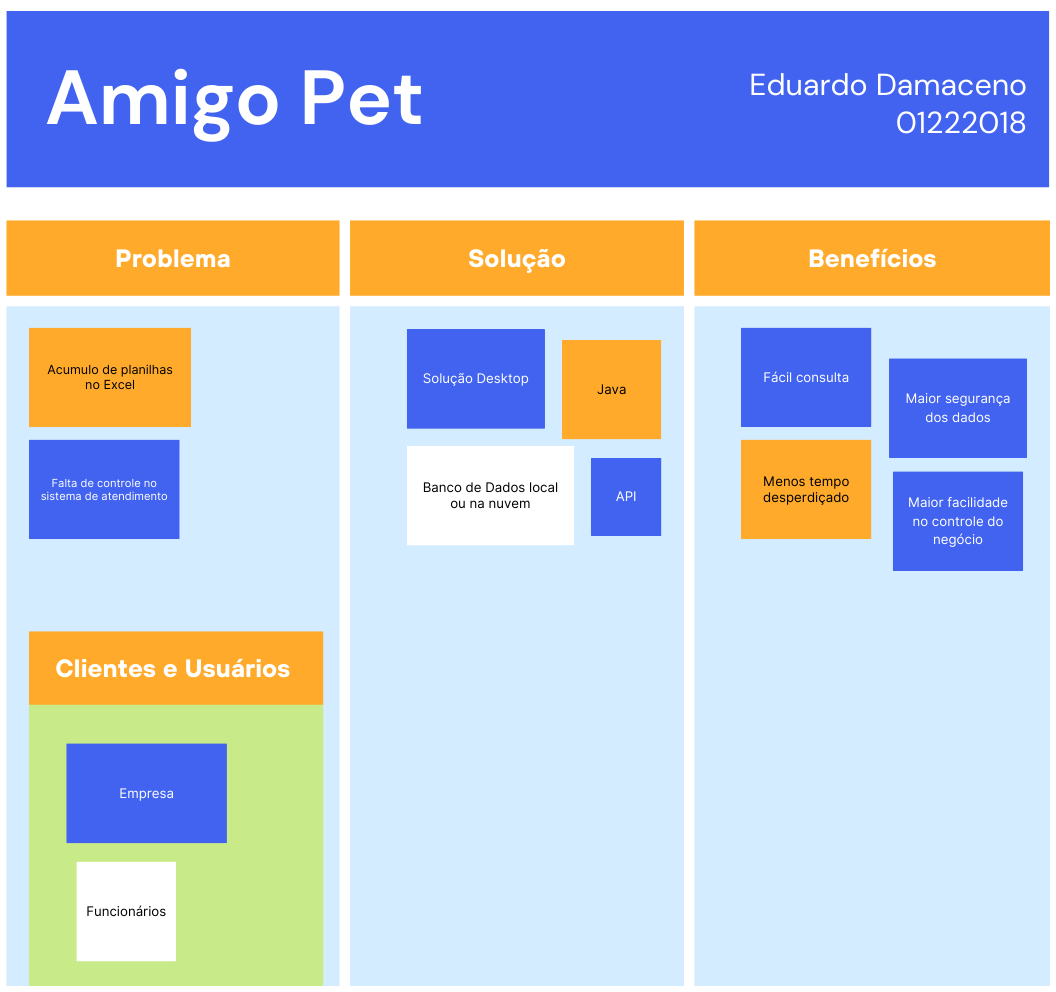 Amigo Pet
Eduardo Damaceno
01222018
Problema
Acumulo de planilhas
no Excel
Falta de controle no
sistema de atendimento
Clientes e Usuários
Empresa
Funcionários
Solução
Solução Desktop
Java
Banco de Dados local
ou na nuvem
API
Benefícios
Fácil consulta
Maior segurança
dos dados
Menos tempo
desperdiçado
Maior facilidade
no controle do
negócio